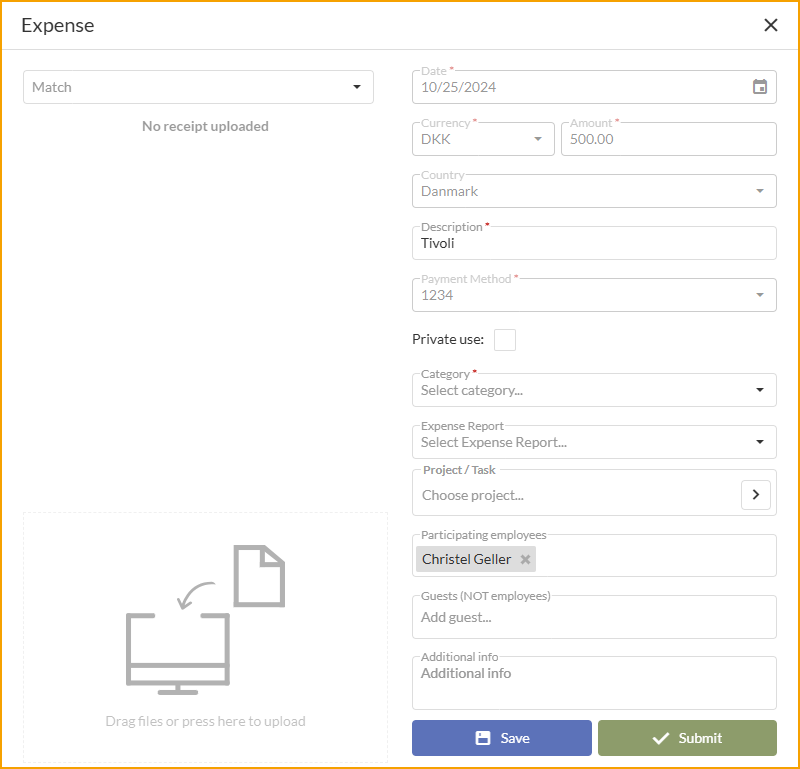 Expense
Match
No receipt uploaded
Drag files or press here to upload
Date *
10/25/2024
Currency *
DKK
Amount *
500.00
Country
Danmark
Description *
Tivoli
Payment Method *
1234
Private use:
Category *
Select category...
Expense Report
Select Expense Report...
Project / Task
Choose project...
Participating employees
Christel Geller
Guests (NOT employees)
Add guest...
Additional info
Additional info
Save
Submit